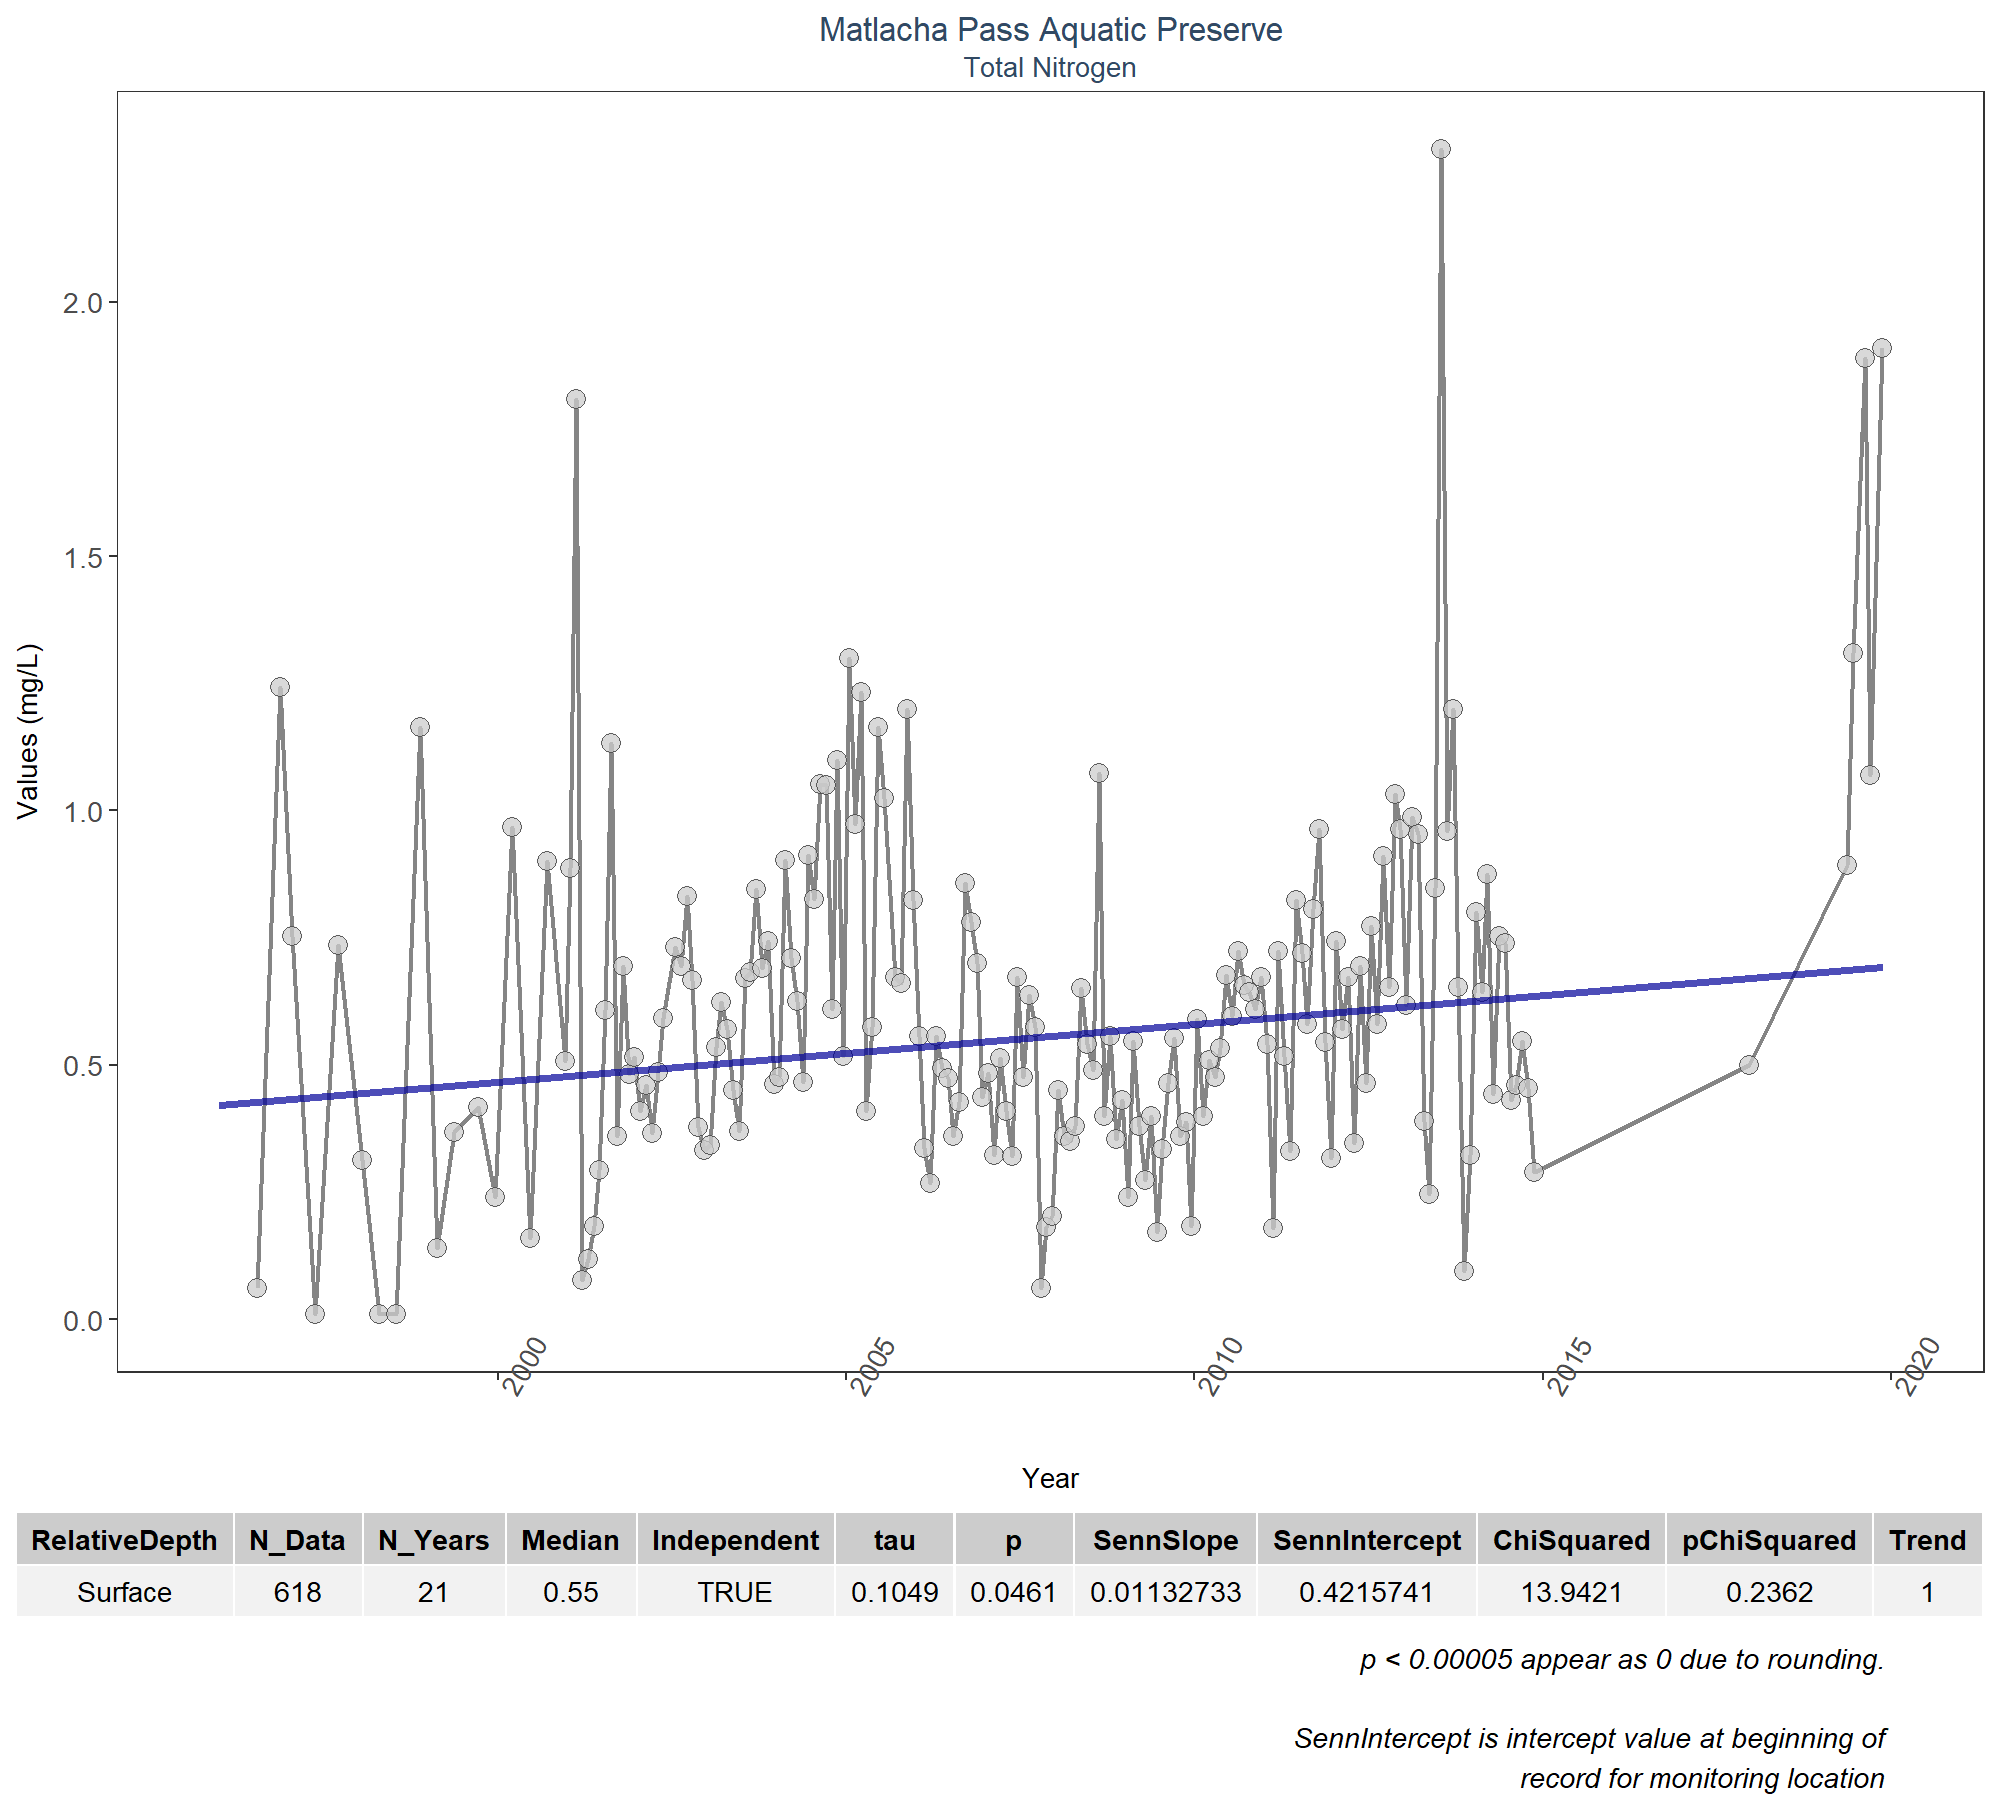 Matlacha Pass Aquatic Preserve
Total Nitrogen
Values (mg/L)
2.0
1.5
1.0
0.5
0.0
2000 2005 2010 2015 2020
Year
RelativeDepth N_Data N_Years Median Independent tau p SennSlope SennIntercept ChiSquared pChiSquared Trend
Surface 618 21 0.55 TRUE 0.1049 0.0461 0.01132733 0.4215741 13.9421 0.2362 1
p < 0.00005 appear as 0 due to rounding.
SennIntercept is intercept value at beginning of
record for monitoring location